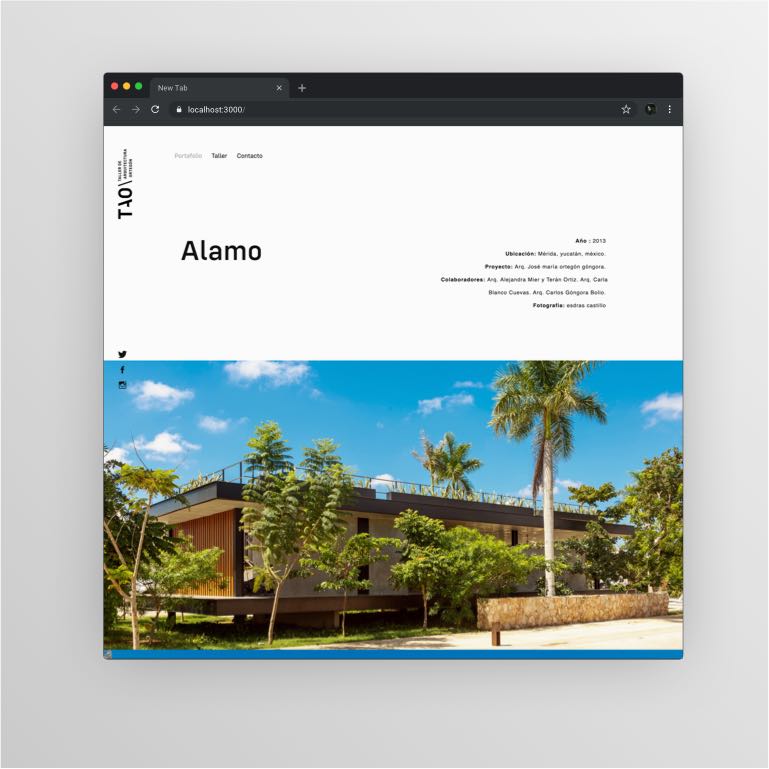 New Tab
localhost:3000/
TALLER DE
ARQUITECTURA
ORTEGÓN
TAO
Portafolio Taller Contacto
Alamo
Año : 2013
Ubicación: Mérida, yucatán, méxico.
Proyecto: Arq. José maría ortegón góngora.
Colaboradores: Arq. Alejandra Mier y Terán Ortiz. Arq. Carla
Blanco Cuevas. Arq. Carlos Góngora Bolio.
Fotografía: esdras castillo